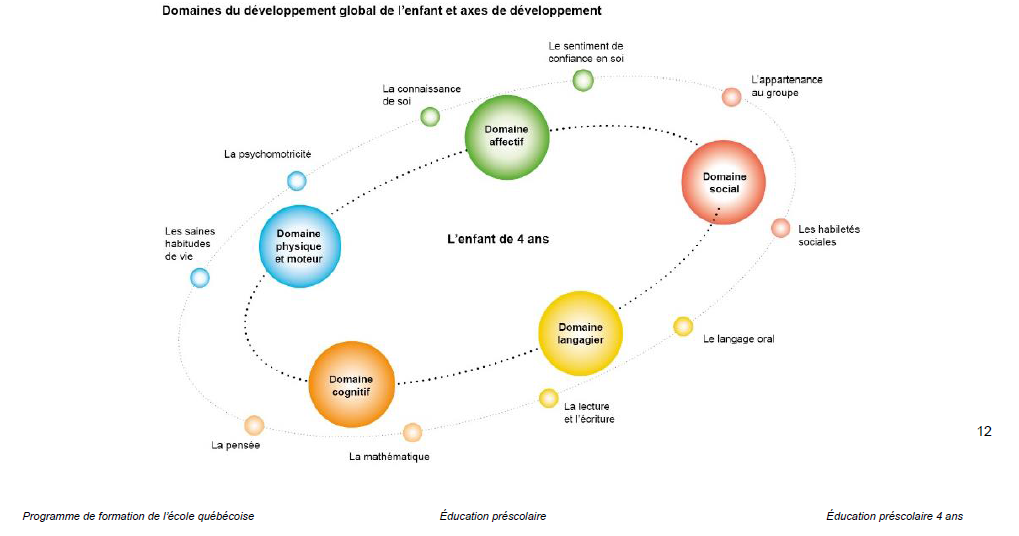 Domaines du développement global de l'enfant et axes de développement
Le sentiment de
confiance en soi
L'appartenance
au groupe
La connaissance
de soi
Domaine
affectif
La psychomotricité
Domaine
social
Les saines
habitudes
de vie
Domaine
physique
et moteur
L'enfant de 4 ans
Les habiletés
sociales
Domaine
langagier
Le langage oral
Domaine
cognitif
La lecture
et l'écriture
La pensée
La mathématique
12
Programme de formation de l'école québécoise
Éducation préscolaire
Éducation préscolaire 4 ans